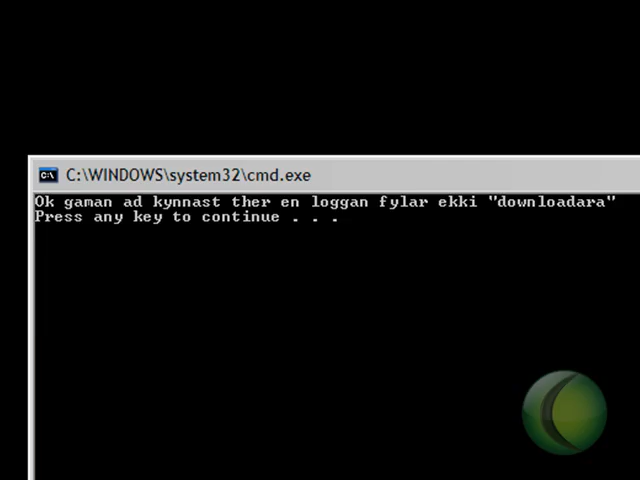 C:\WINDOWS\system32\cmd.exe
Ok gaman ad kynnast ther en loggan fylar ekki "downloadara"
Press any key to continue . . .